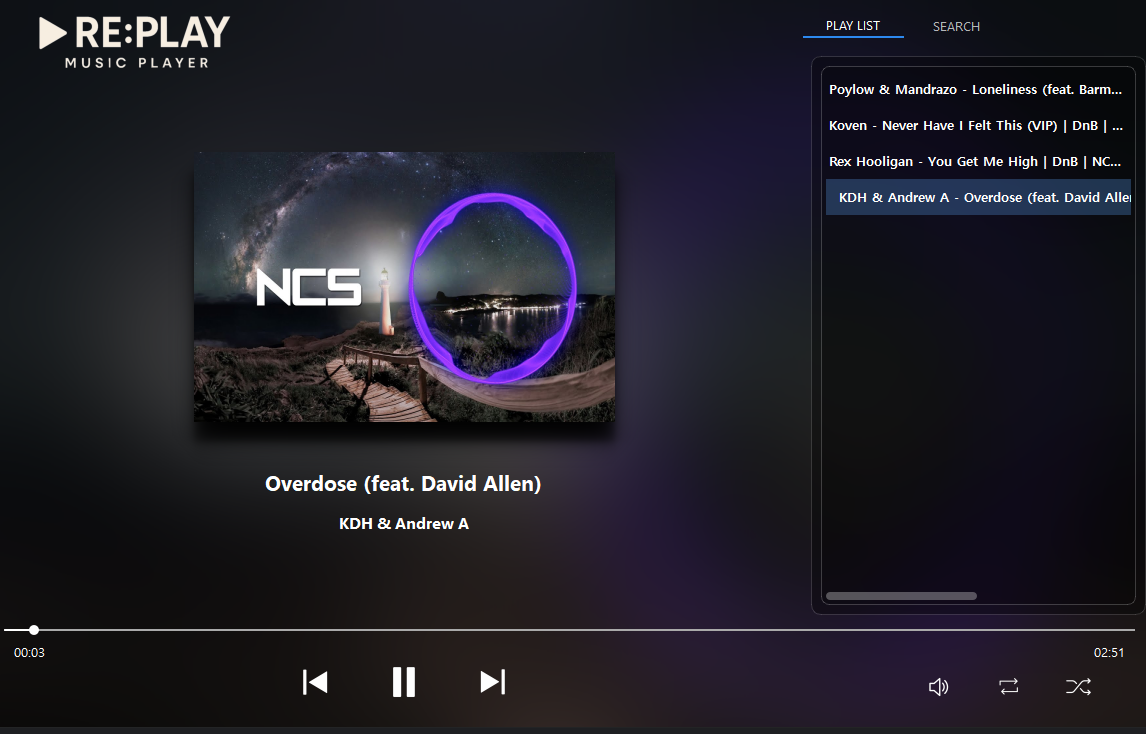 RE:PLAY
MUSIC PLAYER
PLAY LIST
SEARCH
Poylow & Mandrazo - Loneliness (feat. Barm...
Koven - Never Have I Felt This (VIP) | DnB | ...
Rex Hooligan - You Get Me High | DnB | NC...
KDH & Andrew A - Overdose (feat. David Alle
NCS
Overdose (feat. David Allen)
KDH & Andrew A
00:03
02:51